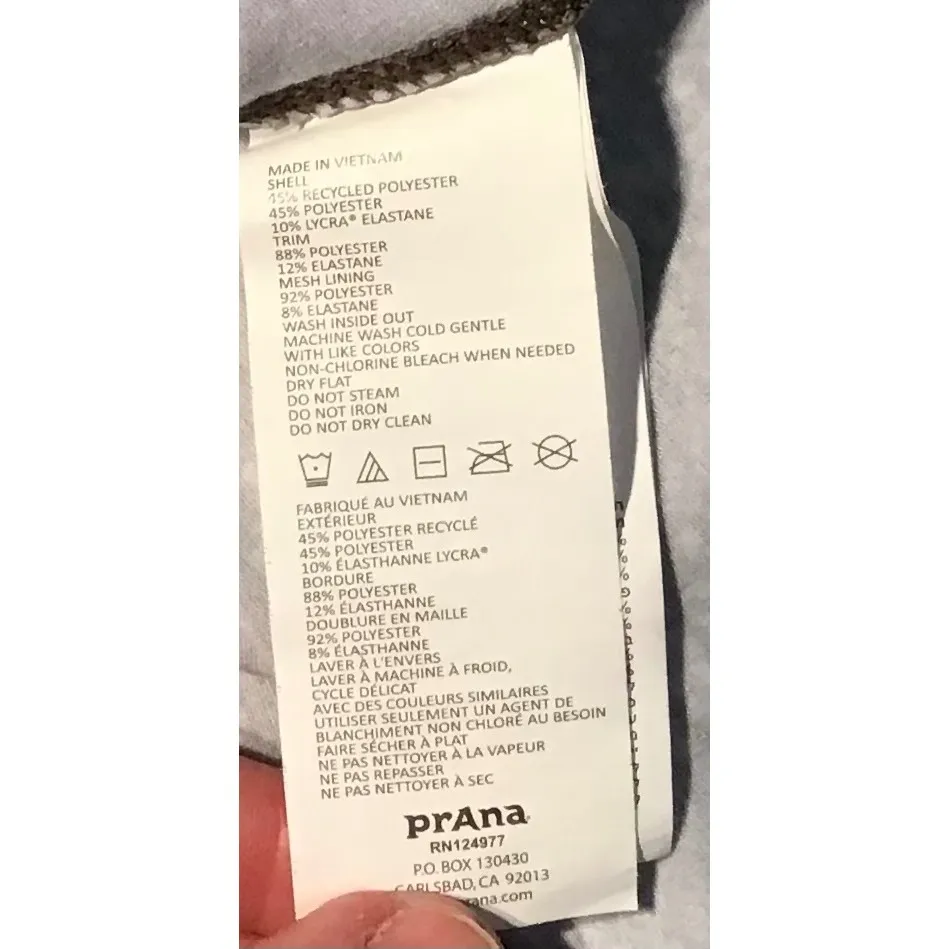 MADE IN VIETNAM
SHELL
45% RECYCLED POLYESTER
45% POLYESTER
10% LYCRA® ELASTANE
TRIM
88% POLYESTER
12% ELASTANE
MESH LINING
92% POLYESTER
8% ELASTANE
WASH INSIDE OUT
MACHINE WASH COLD GENTLE
WITH LIKE COLORS
NON-CHLORINE BLEACH WHEN NEEDED
DRY FLAT
DO NOT STEAM
DO NOT IRON
DO NOT DRY CLEAN
FABRIQUÉ AU VIETNAM
EXTÉRIEUR
45% POLYESTER RECYCLÉ
45% POLYESTER
10% ÉLASTHANNE LYCRA®
BORDURE
88% POLYESTER
12% ÉLASTHANNE
DOUBLURE EN MAILLE
92% POLYESTER
8% ÉLASTHANNE
LAVER À L'ENVERS
LAVER À MACHINE À FROID,
CYCLE DÉLICAT
AVEC DES COULEURS SIMILAIRES
UTILISER SEULEMENT UN AGENT DE
BLANCHIMENT NON CHLORÉ AU BESOIN
FAIRE SÉCHER À PLAT
NE PAS NETTOYER À LA VAPEUR
NE PAS REPASSER
NE PAS NETTOYER À SEC
prAna
RN124977
P.O. BOX 130430
CARLSBAD, CA 92013
ana.com